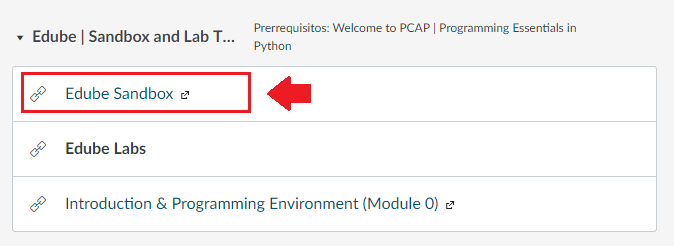 Edube | Sandbox and Lab T...
Prerrequisitos: Welcome to PCAP | Programming Essentials in
Python
Edube Sandbox
Edube Labs
Introduction & Programming Environment (Module 0)